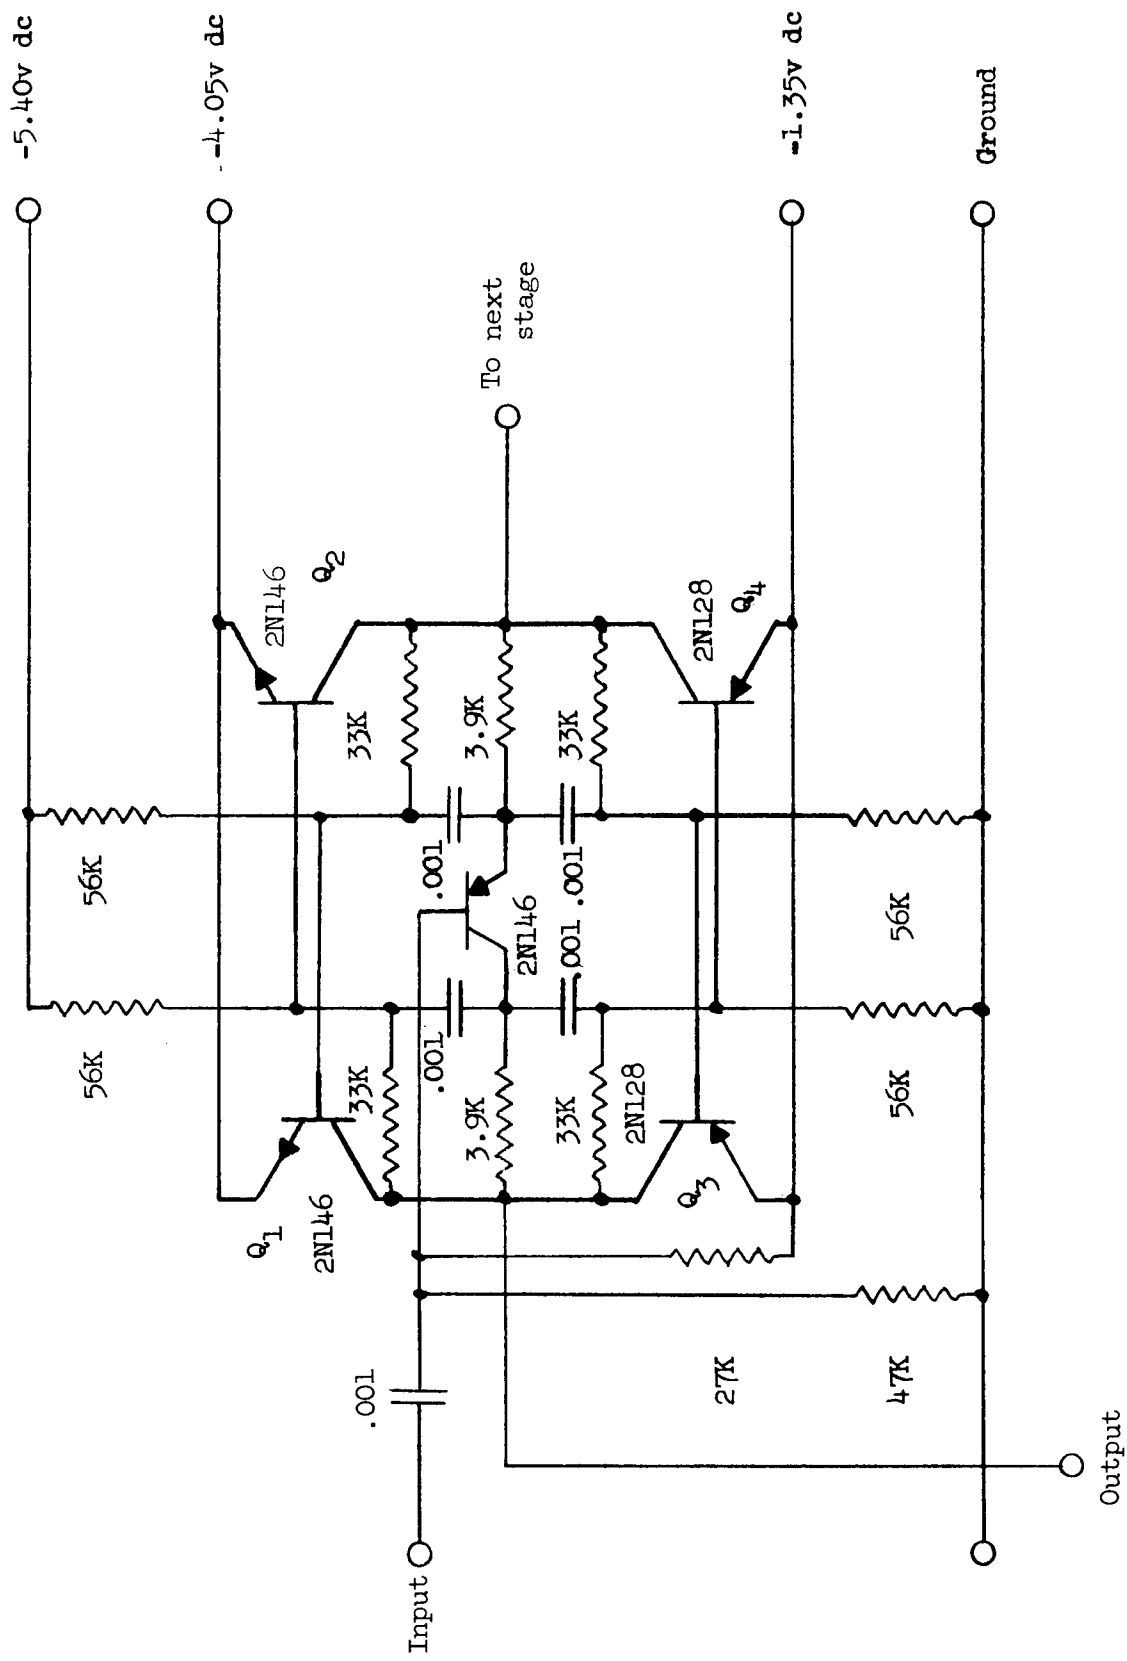 -5.40v dc
-4.05v dc
-1.35v dc
Ground
To next
stage
2N146
Q2
2N128
Q4
33K
3.9K
33K
56K
.001
.001
56K
2N146
.001
.001
56K
33K
3.9K
33K
2N128
56K
Q1
2N146
Q3
.001
27K
47K
Input
Output